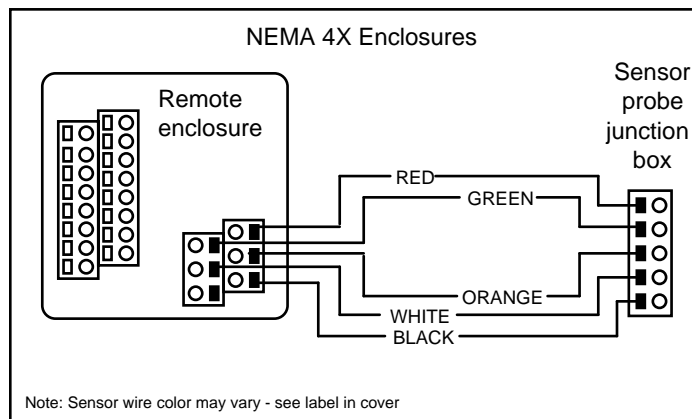 NEMA 4X Enclosures
Remote
enclosure
Sensor
probe
junction
box
RED
GREEN
ORANGE
WHITE
BLACK
Note: Sensor wire color may vary - see label in cover